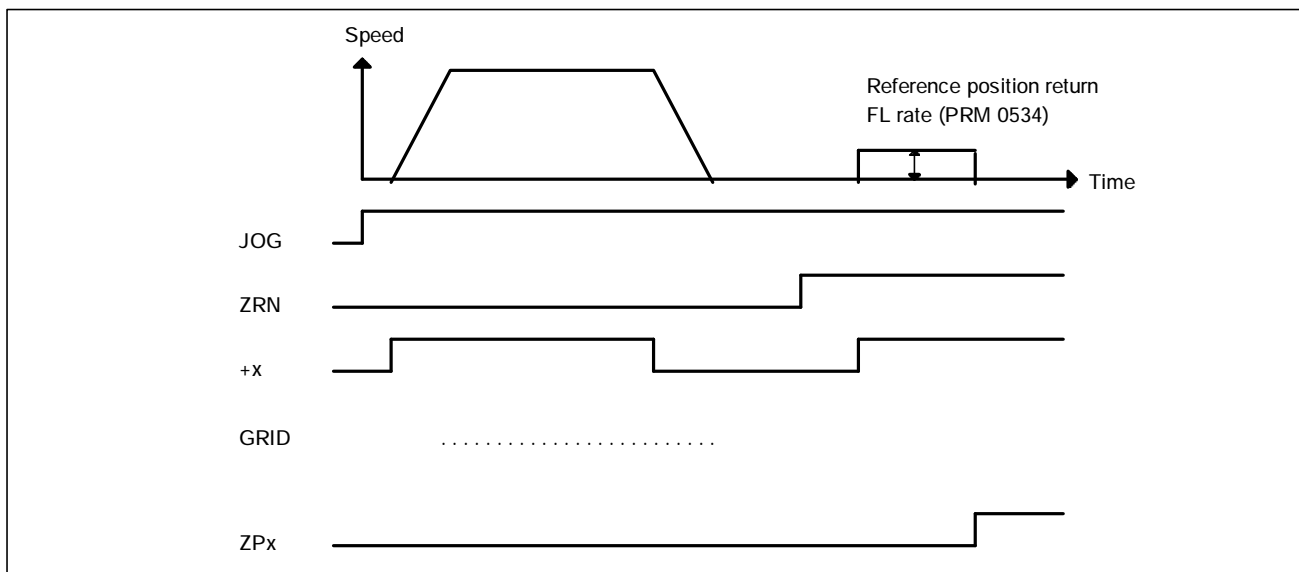 Speed
Reference position return
FL rate (PRM 0534)
Time
JOG
ZRN
+x
GRID
ZPx